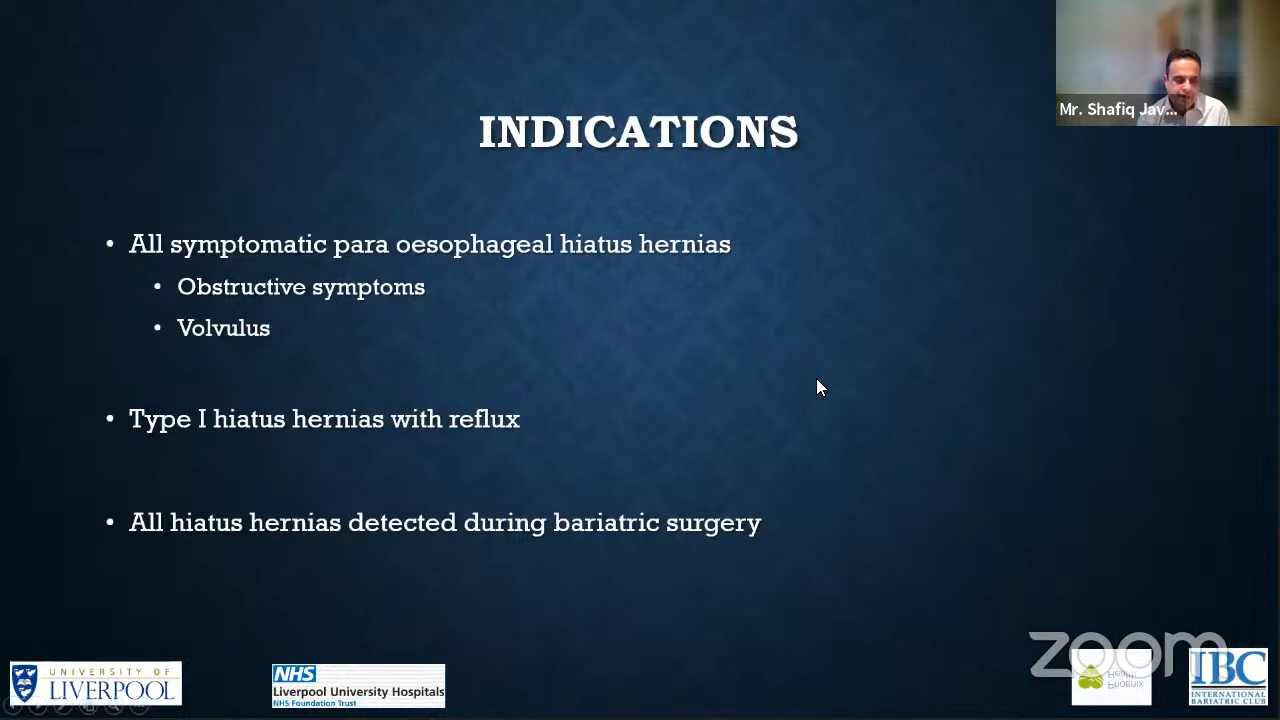 Mr. Shafiq Jav...
INDICATIONS
• All symptomatic para oesophageal hiatus hernias
• Obstructive symptoms
• Volvulus
• Type I hiatus hernias with reflux
• All hiatus hernias detected during bariatric surgery
zoom
UNIVERSITY OF
LIVERPOOL
NHS
Liverpool University Hospitals
NHS Foundation Trust
Health
Phoenix
IBC
INTERNATIONAL
BARIATRIC CLUB